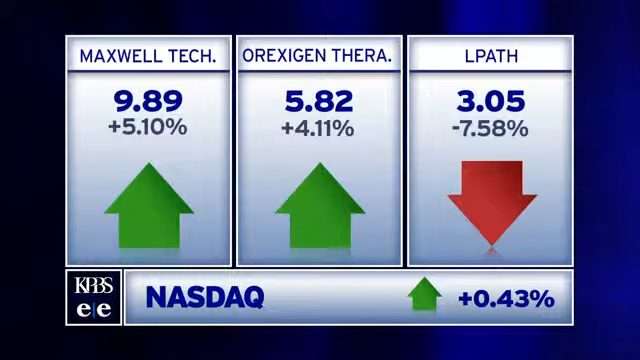 MAXWELL TECH.
9.89
+5.10%
OREXIGEN THERA.
5.82
+4.11%
LPATH
3.05
-7.58%
KPBS
e|e
NASDAQ
+0.43%